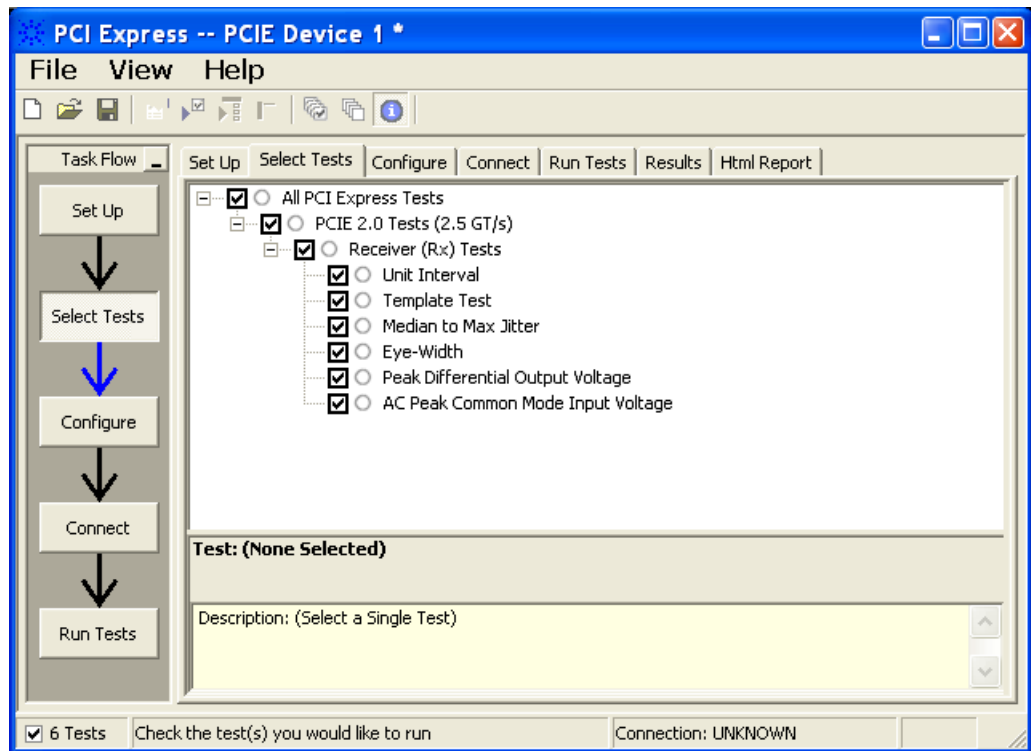 PCI Express -- PCIE Device 1 *
File View Help
Task Flow
Set Up
Select Tests
Configure
Connect
Run Tests
Set Up Select Tests Configure Connect Run Tests Results Html Report
All PCI Express Tests
PCIE 2.0 Tests (2.5 GT/s)
Receiver (Rx) Tests
Unit Interval
Template Test
Median to Max Jitter
Eye-Width
Peak Differential Output Voltage
AC Peak Common Mode Input Voltage
Test: (None Selected)
Description: (Select a Single Test)
6 Tests Check the test(s) you would like to run Connection: UNKNOWN